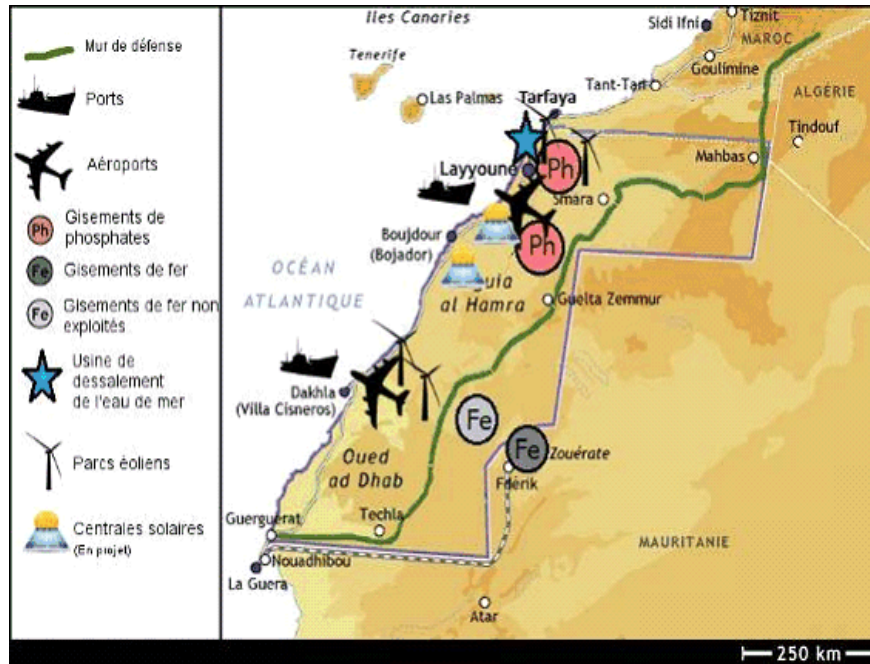 Mur de défense
Ports
Aéroports
Ph
Gisements de
phosphates
Fe
Gisements de fer
Fe
Gisements de fer non
exploités
Usine de
dessalement
de l'eau de mer
Parcs éoliens
Centrales solaires
(En projet)
Iles Canaries
Sidi Ifni
Tiznit
MAROC
Goulimine
Tenerife
Tant-Tan
ALGÉRIE
Las Palmas
Tarfaya
Tindouf
Mahbas
Layyoune
Ph
Smara
Boujdour
(Bojador)
Ph
OCÉAN
ATLANTIQUE
uia
al Hamra
Guelta Zemmur
Dakhla
(Villa Cisneros)
Fe
Fe
Zouérate
Oued
ad Dhab
Techla
Guerguerat
Nouadhibou
La Guera
MAURITANIE
Atar
250 km